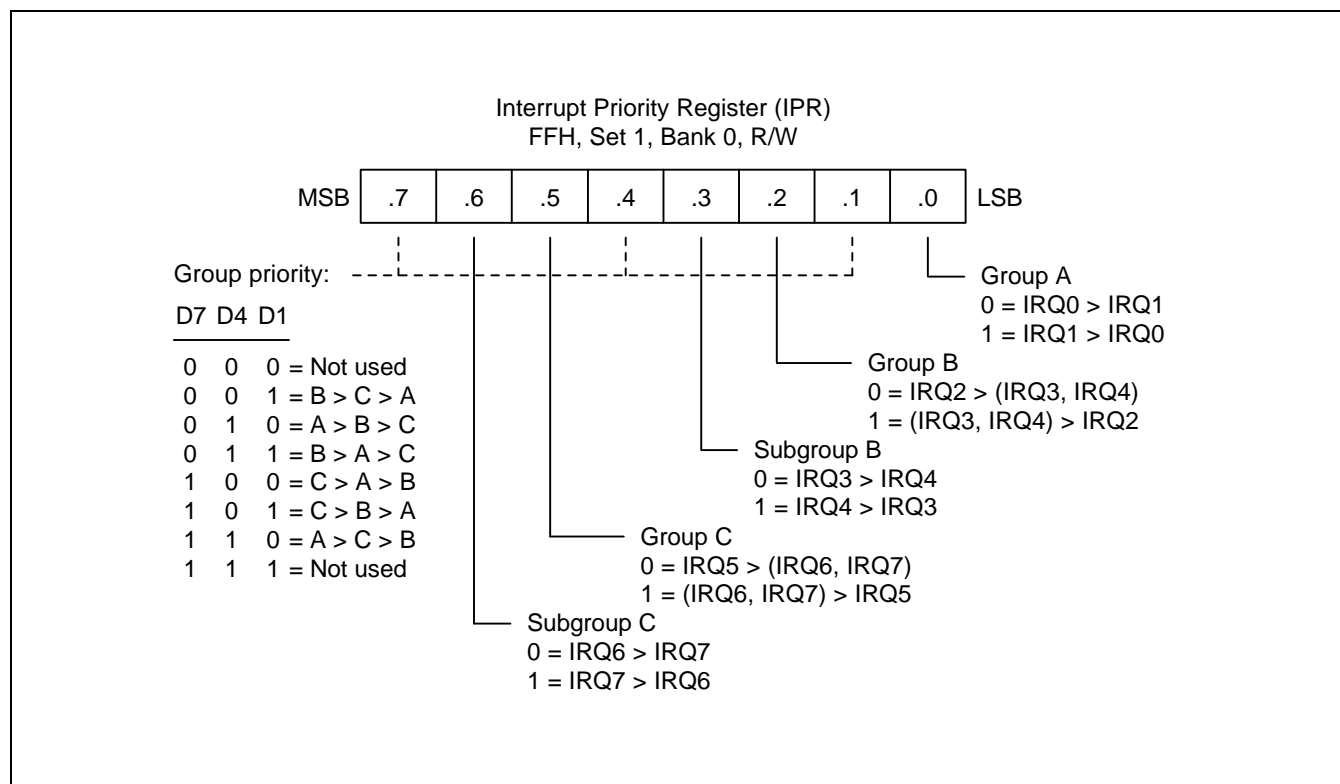 Interrupt Priority Register (IPR)
FFH, Set 1, Bank 0, R/W
MSB .7 .6 .5 .4 .3 .2 .1 .0 LSB
Group priority:
D7 D4 D1
0 0 0 = Not used
0 0 1 = B > C > A
0 1 0 = A > B > C
0 1 1 = B > A > C
1 0 0 = C > A > B
1 0 1 = C > B > A
1 1 0 = A > C > B
1 1 1 = Not used
Group A
0 = IRQ0 > IRQ1
1 = IRQ1 > IRQ0
Group B
0 = IRQ2 > (IRQ3, IRQ4)
1 = (IRQ3, IRQ4) > IRQ2
Subgroup B
0 = IRQ3 > IRQ4
1 = IRQ4 > IRQ3
Group C
0 = IRQ5 > (IRQ6, IRQ7)
1 = (IRQ6, IRQ7) > IRQ5
Subgroup C
0 = IRQ6 > IRQ7
1 = IRQ7 > IRQ6